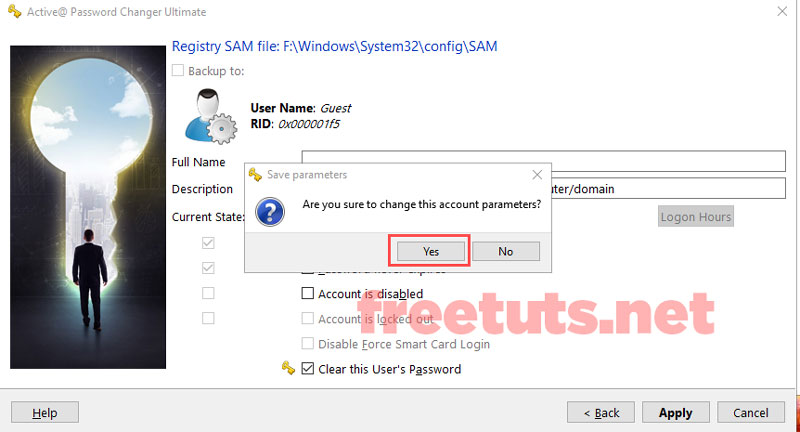 Active@ Password Changer Ultimate
Registry SAM file: F:\Windows\System32\config\SAM
Backup to:
User Name: Guest
RID: 0x000001f5
Full Name
Save parameters
Description
uter/domain
Are you sure to change this account parameters?
Current State:
Logon Hours
Yes
No
Account is disabled
Account is locked out
freetuts.net
Disable Force Smart Card Login
Clear this User's Password
Help
< Back
Apply
Cancel